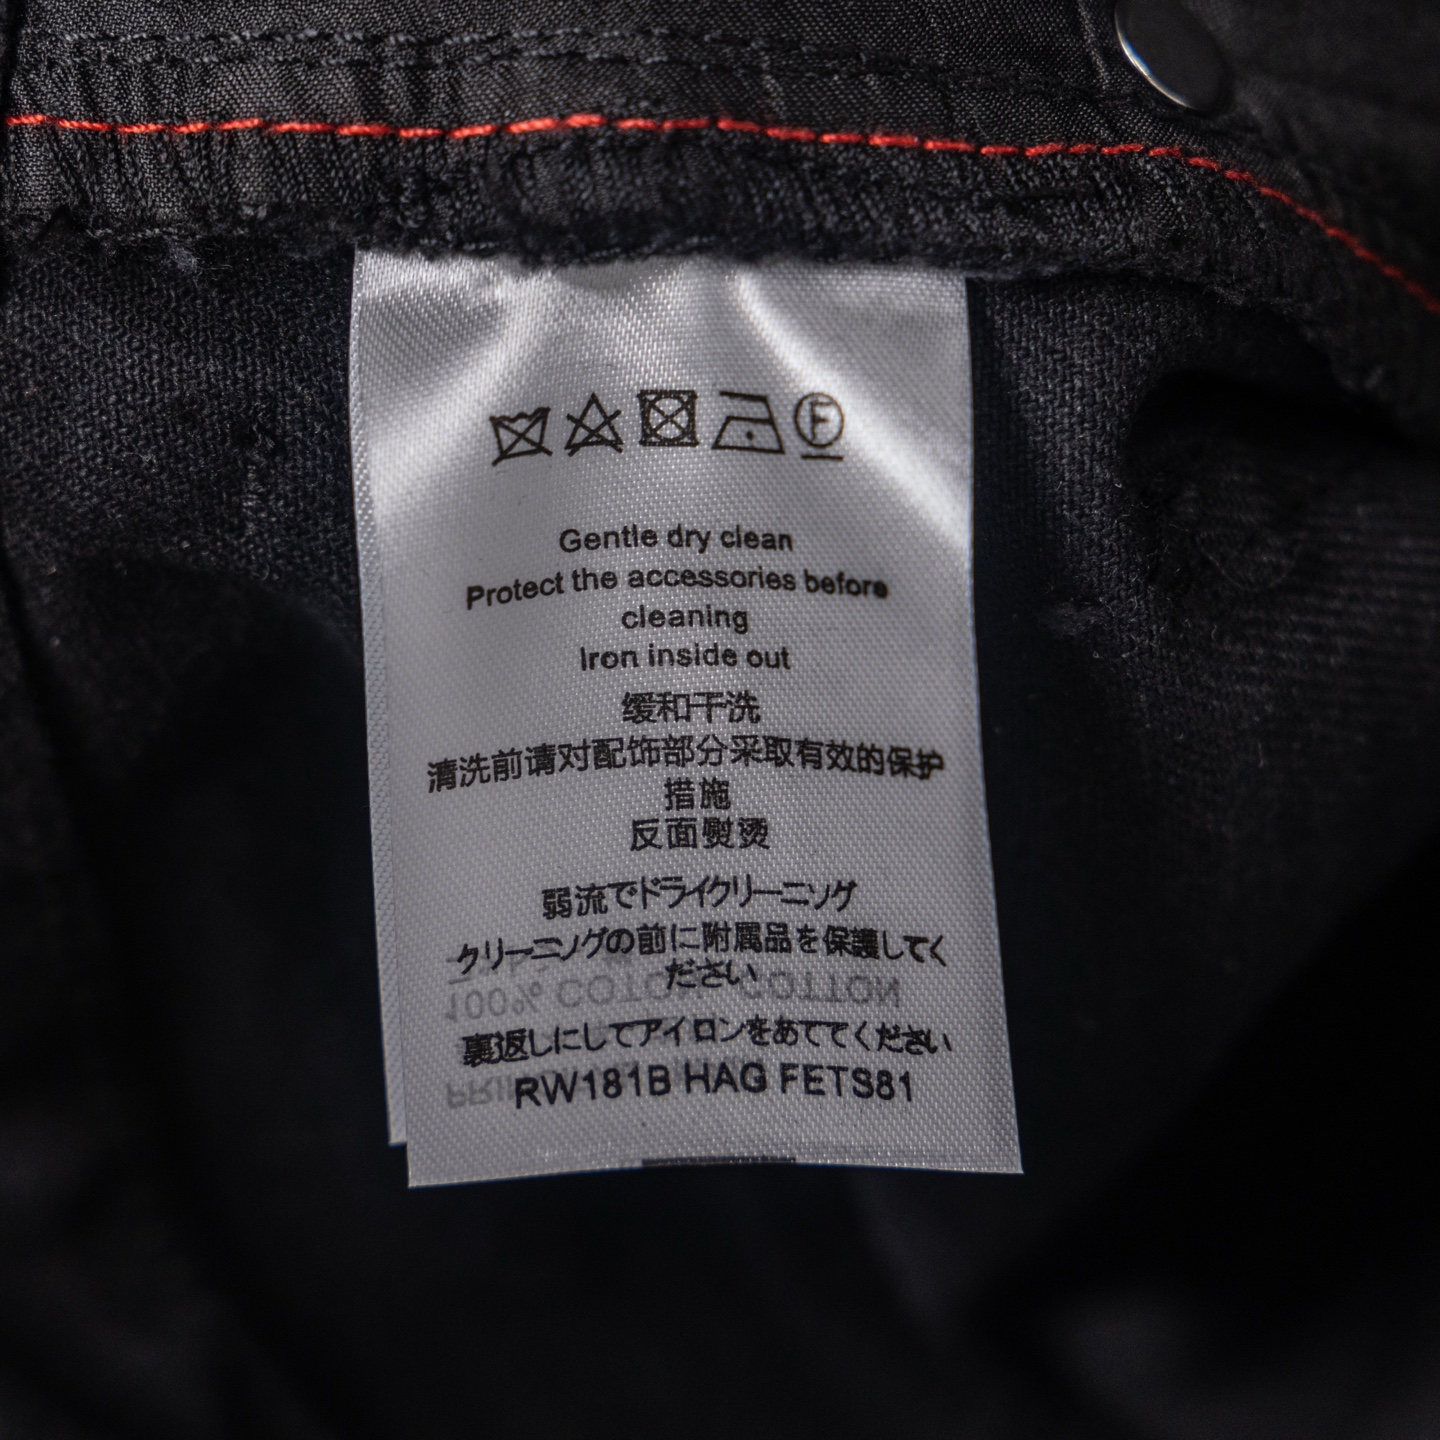 F
Gentle dry clean
Protect the accessories before
cleaning
Iron inside out
缓和干洗
清洗前请对配饰部分采取有效的保护
措施
反面熨烫
弱流でドライクリーニング
クリーニングの前に附属品を保護してく
ださい
100% COTTON COTTON
裏返しにしてアイロンをあててください
RW181B HAG FETS81